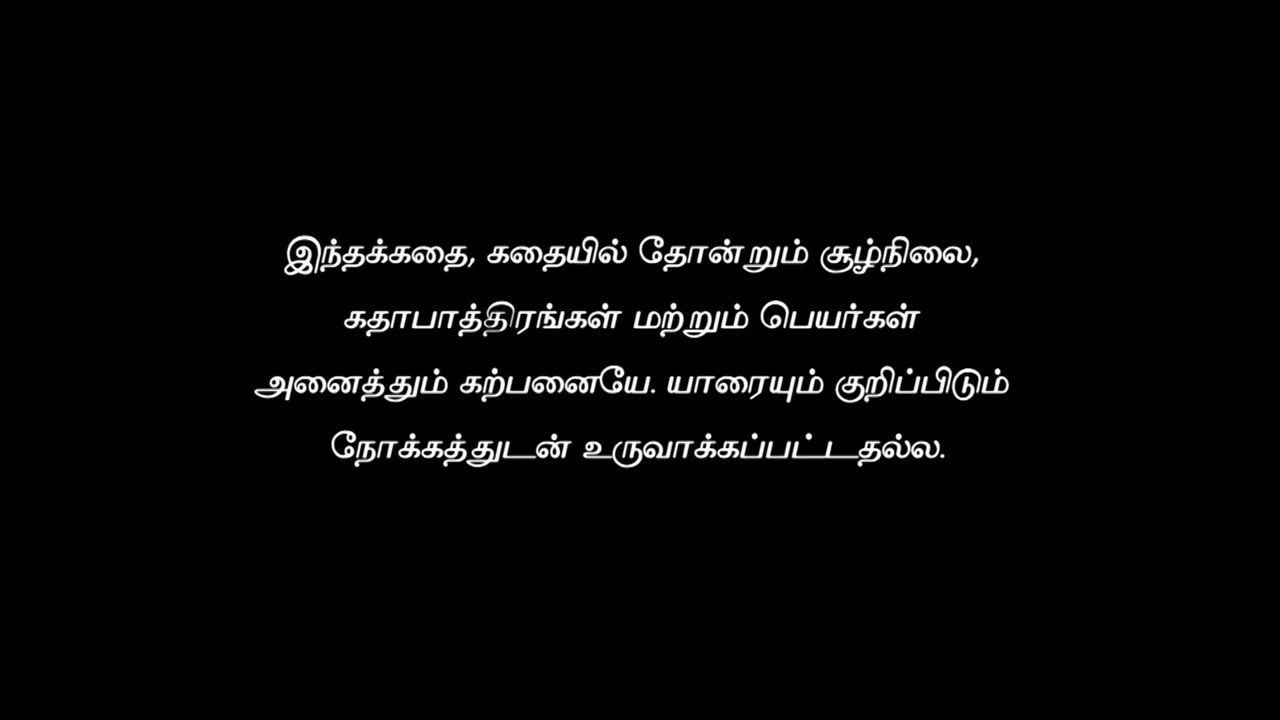 இந்தக்கதை, கதையில் தோன்றும் சூழ்நிலை,
கதாபாத்திரங்கள் மற்றும் பெயர்கள்
அனைத்தும் கற்பனையே. யாரையும் குறிப்பிடும்
நோக்கத்துடன் உருவாக்கப்பட்டதல்ல.